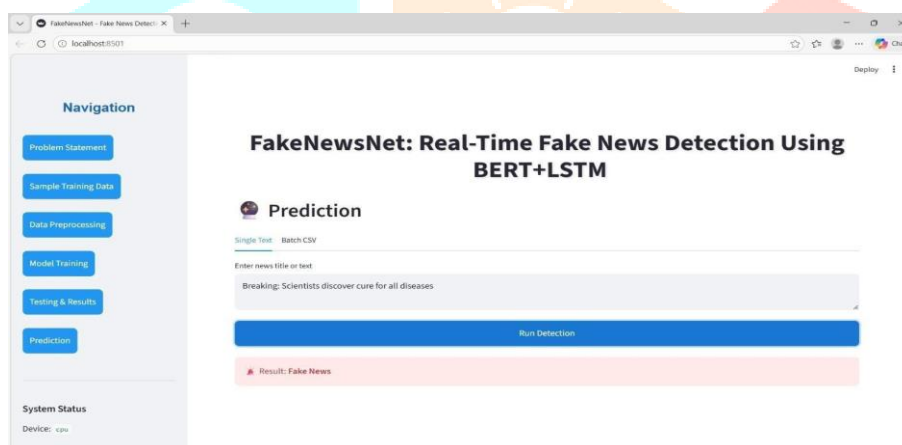 FakeNewsNet - Fake News Detecti
localhost:8501
Deploy
Navigation
Problem Statement
Sample Training Data
Data Preprocessing
Model Training
Testing & Results
Prediction
System Status
Device: cpu
FakeNewsNet: Real-Time Fake News Detection Using
BERT+LSTM
Prediction
Single Text Batch CSV
Enter news title or text
Breaking: Scientists discover cure for all diseases
Run Detection
Result: Fake News